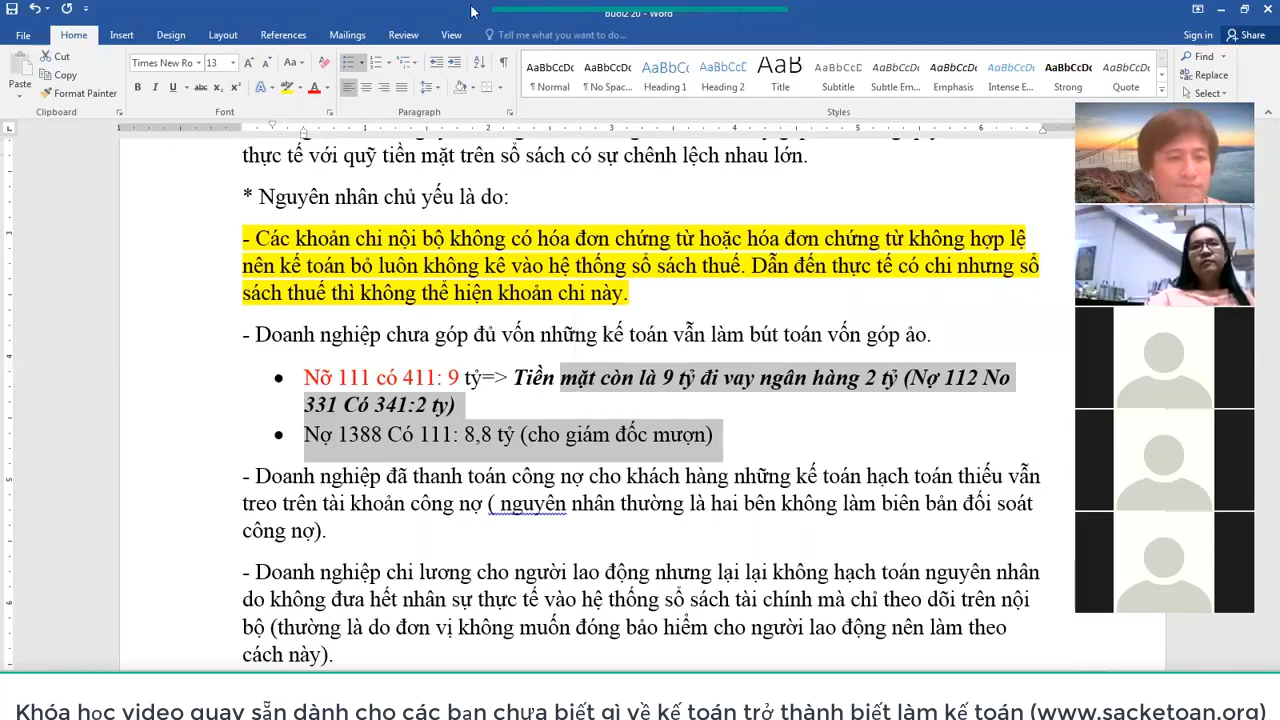 Buoi2 20 - Word
Sign in
Share
File
Home
Insert
Design
Layout
References
Mailings
Review
View
Tell me what you want to do...
Paste
Cut
Copy
Format Painter
Clipboard
Times New Ro
13
Font
Paragraph
AaBbCcDc AaBbCcDc AaBbCc AaBbCcC AaB AaBbCcD AaBbCcDc AaBbCcDc AaBbCcDc AaBbCcDc AaBbCcDc
¶ Normal ¶ No Spac... Heading 1 Heading 2 Title Subtitle Subtle Em... Emphasis Intense E... Strong Quote
Styles
Find
Replace
Select
thực tế với quỹ tiền mặt trên sổ sách có sự chênh lệch nhau lớn.
* Nguyên nhân chủ yếu là do:
- Các khoản chi nội bộ không có hóa đơn chứng từ hoặc hóa đơn chứng từ không hợp lệ
nên kế toán bỏ luôn không kê vào hệ thống sổ sách thuế. Dẫn đến thực tế có chi nhưng sổ
sách thuế thì không thể hiện khoản chi này.
- Doanh nghiệp chưa góp đủ vốn những kế toán vẫn làm bút toán vốn góp ảo.
• Nỡ 111 có 411: 9 tỷ=> Tiền mặt còn là 9 tỷ đi vay ngân hàng 2 tỷ (Nợ 112 No
331 Có 341:2 ty)
• Nợ 1388 Có 111: 8,8 tỷ (cho giám đốc mượn)
- Doanh nghiệp đã thanh toán công nợ cho khách hàng những kế toán hạch toán thiếu vẫn
treo trên tài khoản công nợ ( nguyên nhân thường là hai bên không làm biên bản đối soát
công nợ).
- Doanh nghiệp chi lương cho người lao động nhưng lại lại không hạch toán nguyên nhân
do không đưa hết nhân sự thực tế vào hệ thống sổ sách tài chính mà chỉ theo dõi trên nội
bộ (thường là do đơn vị không muốn đóng bảo hiểm cho người lao động nên làm theo
cách này).
Khóa học video quay sẵn dành cho các bạn chưa biết gì về kế toán trở thành biết làm kế toán (www.sacketoan.org)